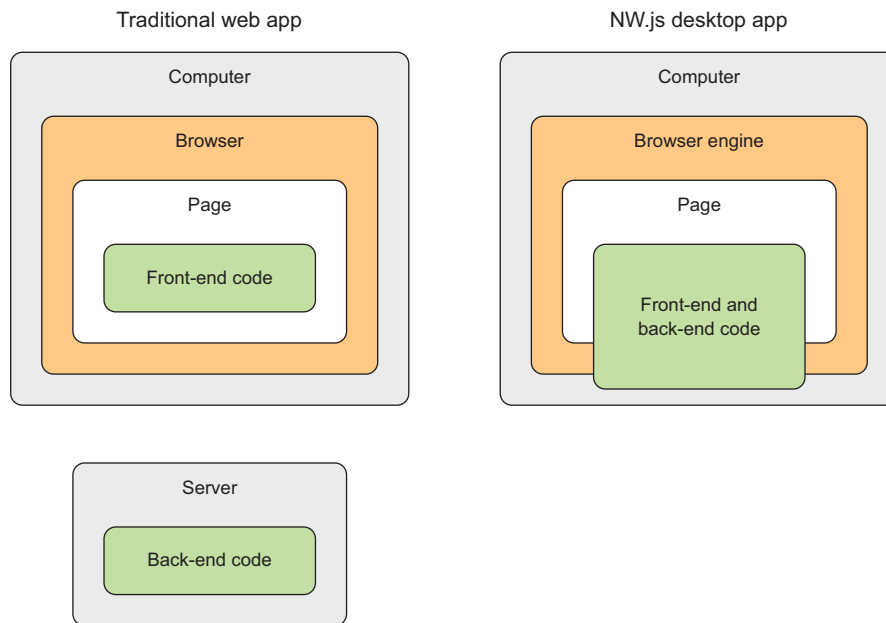 Traditional web app
Computer
Browser
Page
Front-end code
Server
Back-end code
NW.js desktop app
Computer
Browser engine
Page
Front-end and
back-end code